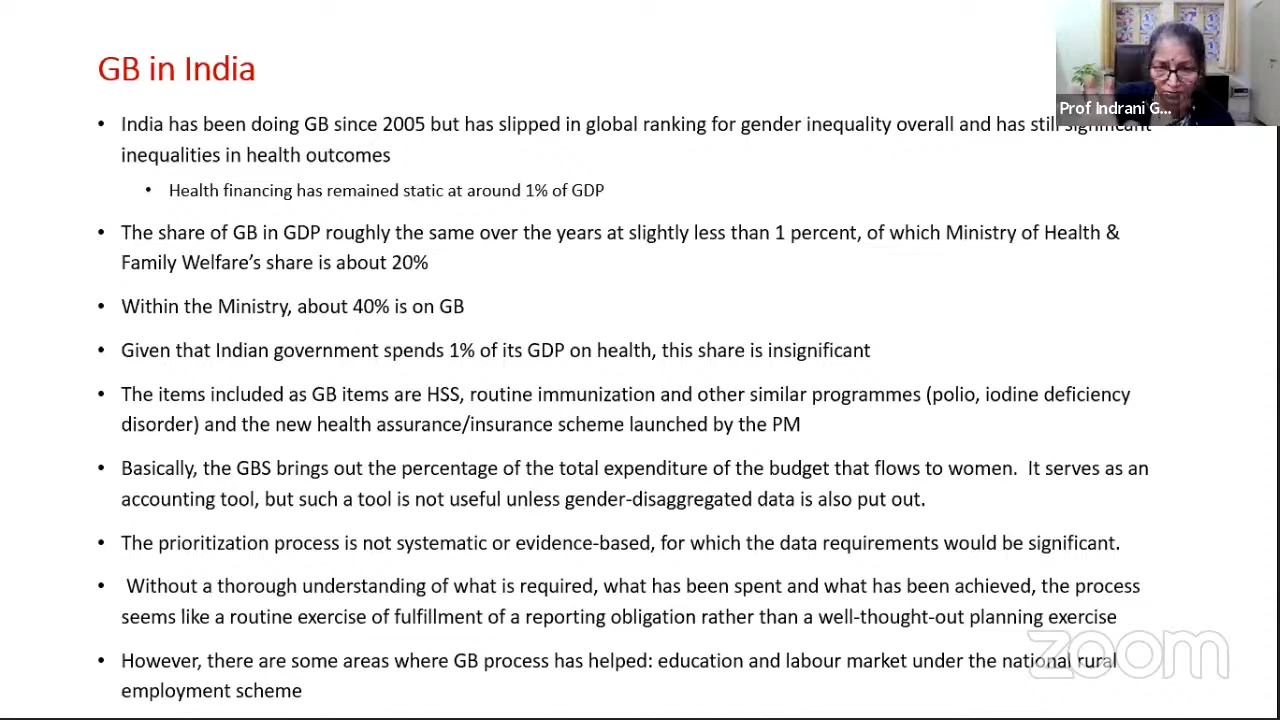 GB in India
Prof Indrani G...
• India has been doing GB since 2005 but has slipped in global ranking for gender inequality overall and has still significant
inequalities in health outcomes
• Health financing has remained static at around 1% of GDP
• The share of GB in GDP roughly the same over the years at slightly less than 1 percent, of which Ministry of Health &
Family Welfare’s share is about 20%
• Within the Ministry, about 40% is on GB
• Given that Indian government spends 1% of its GDP on health, this share is insignificant
• The items included as GB items are HSS, routine immunization and other similar programmes (polio, iodine deficiency
disorder) and the new health assurance/insurance scheme launched by the PM
• Basically, the GBS brings out the percentage of the total expenditure of the budget that flows to women. It serves as an
accounting tool, but such a tool is not useful unless gender-disaggregated data is also put out.
• The prioritization process is not systematic or evidence-based, for which the data requirements would be significant.
• Without a thorough understanding of what is required, what has been spent and what has been achieved, the process
seems like a routine exercise of fulfillment of a reporting obligation rather than a well-thought-out planning exercise
• However, there are some areas where GB process has helped: education and labour market under the national rural
employment scheme
zoom